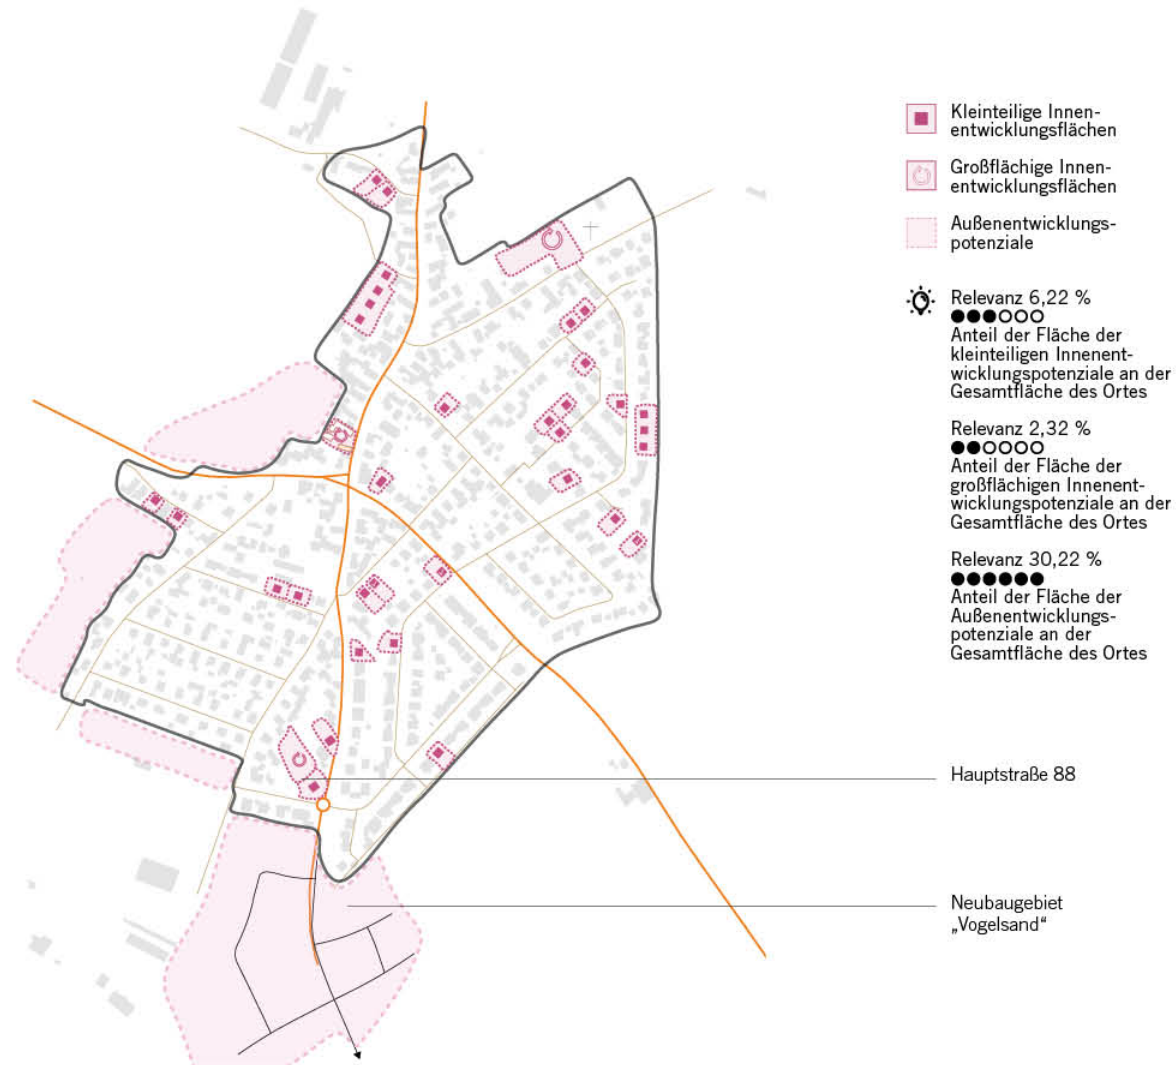 Kleinteilige Innen-
entwicklungsflächen
Großflächige Innen-
entwicklungsflächen
Außenentwicklungs-
potenziale
Relevanz 6,22 %
Anteil der Fläche der
kleinteiligen Innenent-
wicklungspotenziale an der
Gesamtfläche des Ortes
Relevanz 2,32 %
Anteil der Fläche der
großflächigen Innenent-
wicklungspotenziale an der
Gesamtfläche des Ortes
Relevanz 30,22 %
Anteil der Fläche der
Außenentwicklungs-
potenziale an der
Gesamtfläche des Ortes
Hauptstraße 88
Neubaugebiet
„Vogelsand“